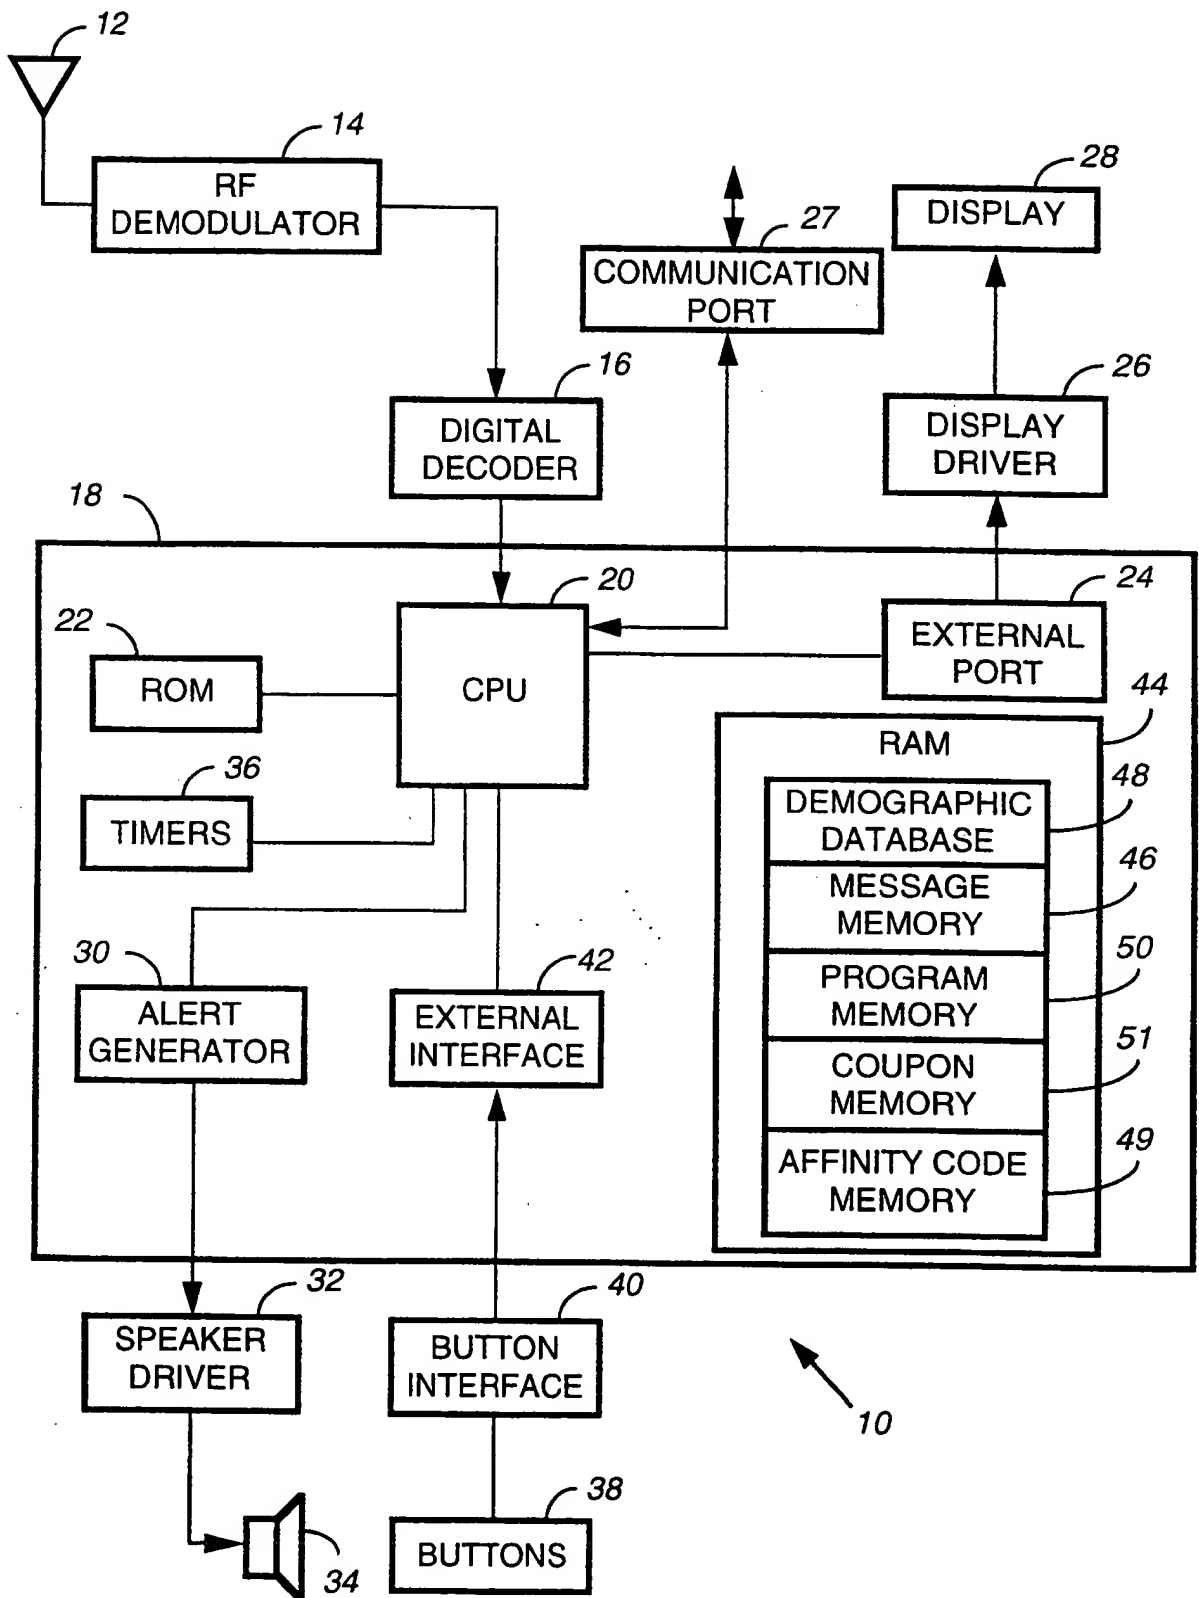 12
14
RF
DEMODULATOR
28
DISPLAY
27
COMMUNICATION
PORT
16
DIGITAL
DECODER
26
DISPLAY
DRIVER
18
20
CPU
24
EXTERNAL
PORT
22
ROM
44
RAM
36
TIMERS
48
DEMOGRAPHIC
DATABASE
46
MESSAGE
MEMORY
30
ALERT
GENERATOR
42
EXTERNAL
INTERFACE
50
PROGRAM
MEMORY
51
COUPON
MEMORY
49
AFFINITY CODE
MEMORY
32
SPEAKER
DRIVER
40
BUTTON
INTERFACE
10
34
38
BUTTONS